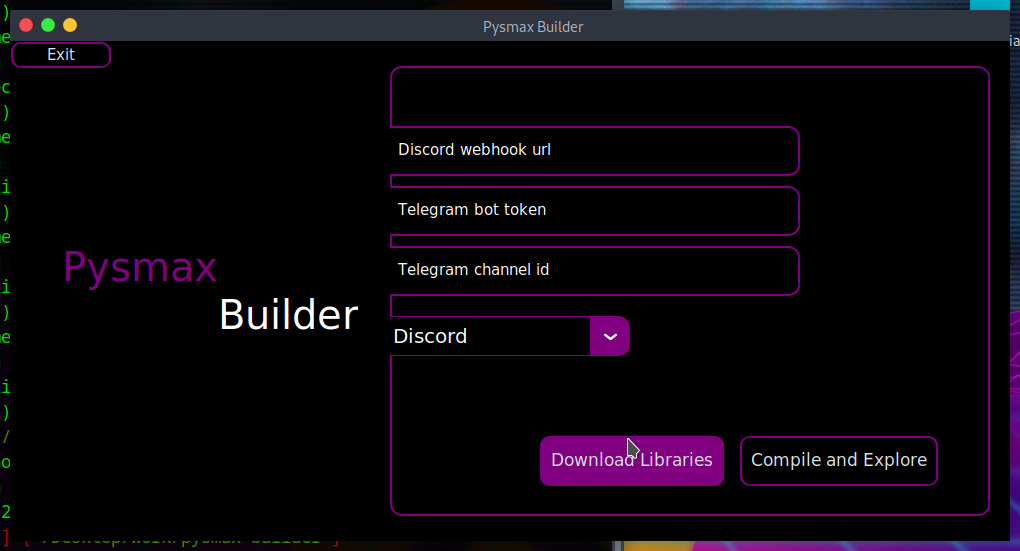 Pysmax Builder
Exit
Discord webhook url
Telegram bot token
Telegram channel id
Pysmax
Builder
Discord
Download Libraries
Compile and Explore